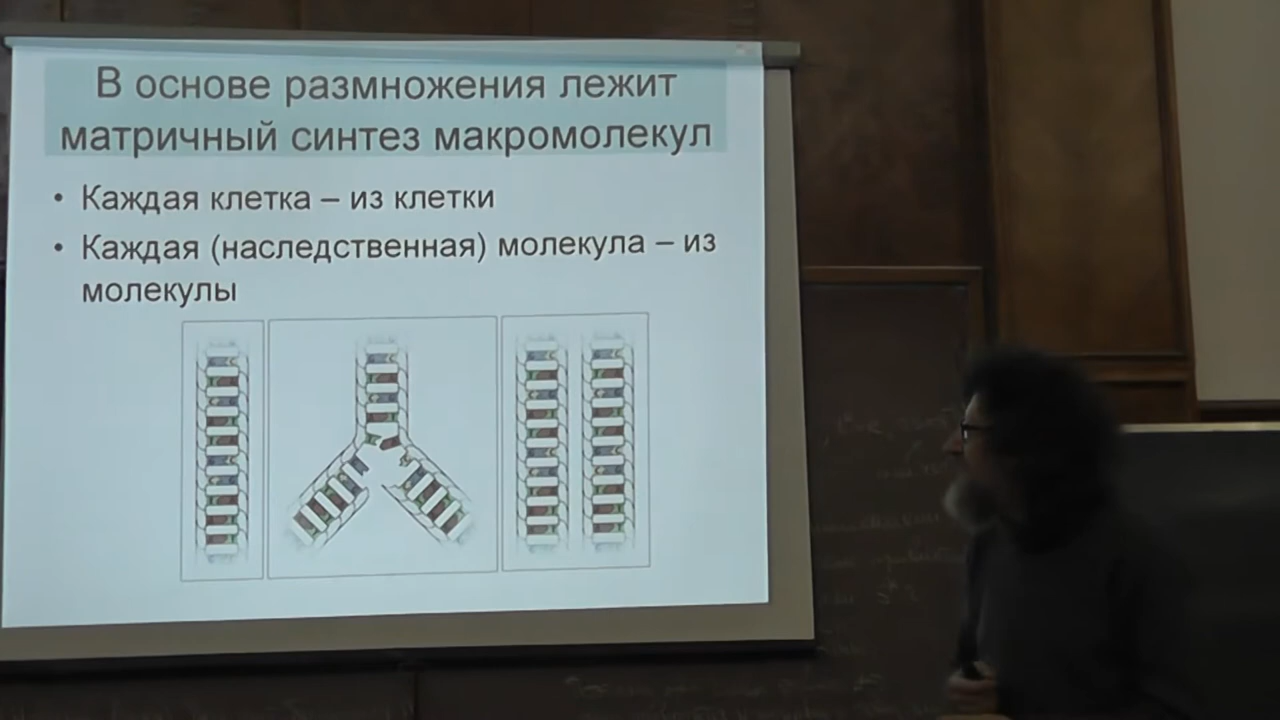 В основе размножения лежит
матричный синтез макромолекул
• Каждая клетка – из клетки
• Каждая (наследственная) молекула – из
молекулы